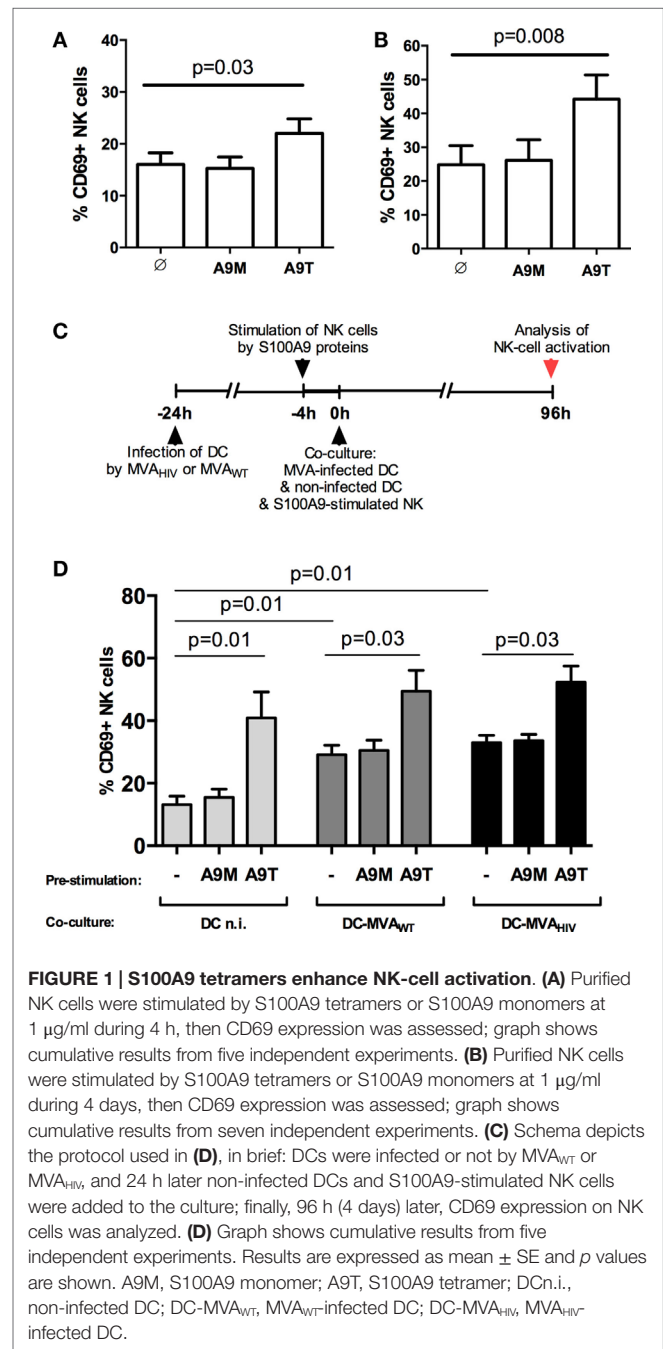 A
% CD69+ NK cells
40
30
20
10
0
p=0.03
∅ A9M A9T
B
% CD69+ NK cells
60
50
40
30
20
10
0
p=0.008
∅ A9M A9T
C
Stimulation of NK cells
by S100A9 proteins
Analysis of
NK-cell activation
-24h -4h 0h 96h
Infection of DC
by MVAHIV or MVAWT
Co-culture:
MVA-infected DC
& non-infected DC
& S100A9-stimulated NK
D
% CD69+ NK cells
80
60
40
20
0
p=0.01
p=0.01
p=0.01 p=0.03 p=0.03
Pre-stimulation: - A9M A9T - A9M A9T - A9M A9T
Co-culture: DC n.i. DC-MVAWT DC-MVAHIV
FIGURE 1 | S100A9 tetramers enhance NK-cell activation. (A) Purified
NK cells were stimulated by S100A9 tetramers or S100A9 monomers at
1 μg/ml during 4 h, then CD69 expression was assessed; graph shows
cumulative results from five independent experiments. (B) Purified NK cells
were stimulated by S100A9 tetramers or S100A9 monomers at 1 μg/ml
during 4 days, then CD69 expression was assessed; graph shows
cumulative results from seven independent experiments. (C) Schema depicts
the protocol used in (D), in brief: DCs were infected or not by MVAWT or
MVAHIV, and 24 h later non-infected DCs and S100A9-stimulated NK cells
were added to the culture; finally, 96 h (4 days) later, CD69 expression on NK
cells was analyzed. (D) Graph shows cumulative results from five
independent experiments. Results are expressed as mean ± SE and p values
are shown. A9M, S100A9 monomer; A9T, S100A9 tetramer; DCn.i.,
non-infected DC; DC-MVAWT, MVAWT-infected DC; DC-MVAHIV, MVAHIV-
infected DC.